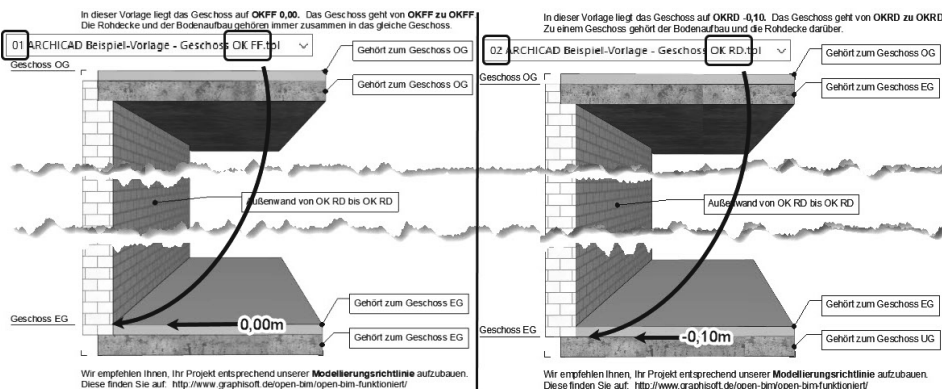 In dieser Vorlage liegt das Geschoss auf OKFF 0,00. Das Geschoss geht von OKFF zu OKFF.
Die Rohdecke und der Bodenaufbau gehören immer zusammen in das gleiche Geschoss.
01 ARCHICAD Beispiel-Vorlage - Geschoss OK FF.tpl
Gehört zum Geschoss OG
Geschoss OG
Gehört zum Geschoss OG
Außenwand von OK RD bis OK RD
Gehört zum Geschoss EG
Geschoss EG
0,00m
Gehört zum Geschoss EG
Wir empfehlen Ihnen, Ihr Projekt entsprechend unserer Modellierungsrichtlinie aufzubauen.
Diese finden Sie auf: http://www.graphisoft.de/open-bim/open-bim-funktioniert/
In dieser Vorlage liegt das Geschoss auf OKRD -0,10. Das Geschoss geht von OKRD zu OKRD
Zu einem Geschoss gehört der Bodenaufbau und die Rohdecke darüber.
02 ARCHICAD Beispiel-Vorlage - Geschoss OK RD.tpl
Gehört zum Geschoss OG
Geschoss OG
Gehört zum Geschoss EG
Außenwand von OK RD bis OK RD
Gehört zum Geschoss EG
Geschoss EG
-0,10m
Gehört zum Geschoss UG
Wir empfehlen Ihnen, Ihr Projekt entsprechend unserer Modellierungsrichtlinie aufzubauen.
Diese finden Sie auf: http://www.graphisoft.de/open-bim/open-bim-funktioniert/